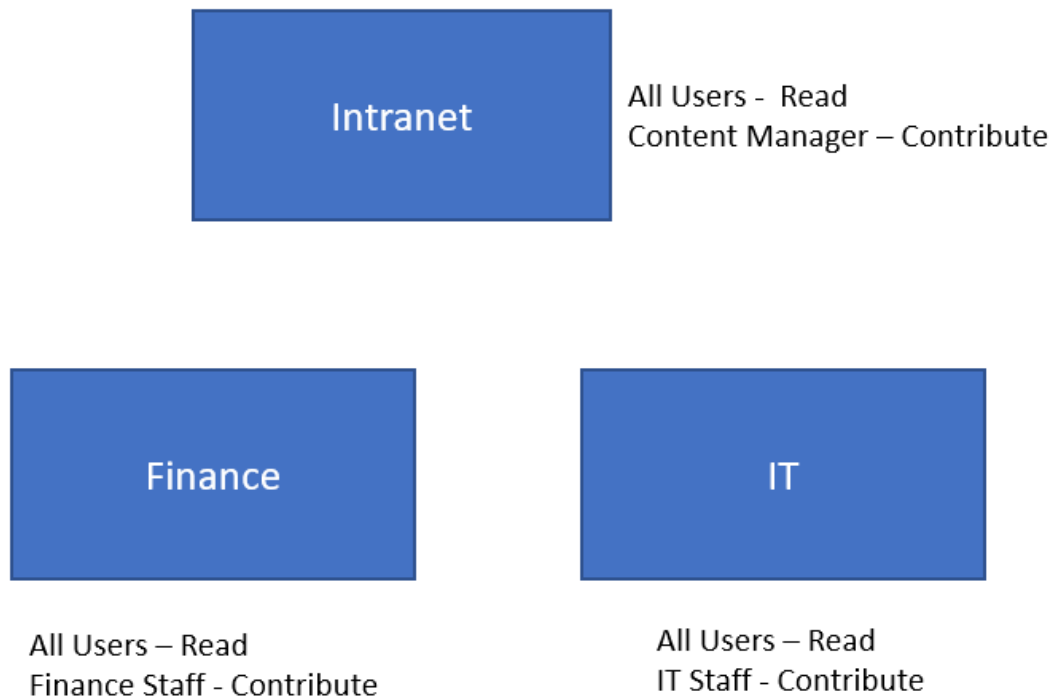 Intranet
All Users -  Read
Content Manager – Contribute
Finance
IT
All Users – Read
Finance Staff - Contribute
All Users – Read
IT Staff - Contribute